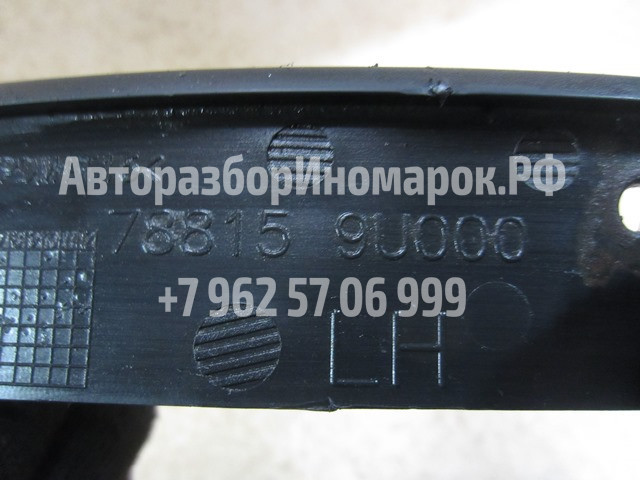 АвторазборИномарок.РФ
78815 9U000
+7 962 57 06 999
LH